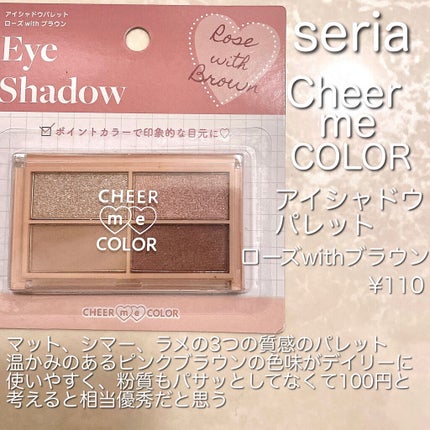 アイシャドウパレット
ローズ with ブラウン
Eye
Shadow
Rose
with
Brown
ポイントカラーで印象的な目元に♡
CHEER
me
COLOR
CHEER me COLOR
seria
Cheer
me
COLOR
アイシャドウ
パレット
ローズwithブラウン
¥110
マット、シマー、ラメの3つの質感のパレット
温かみのあるピンクブラウンの色味がデイリーに
使いやすく、粉質もパサッとしてなくて100円と
考えると相当優秀だと思う